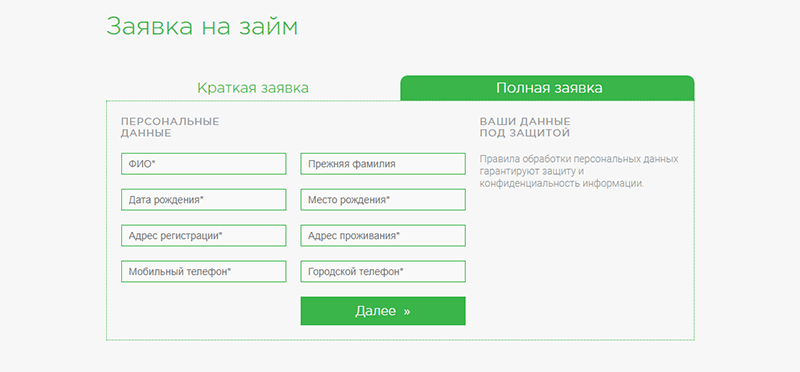 Заявка на займ
Краткая заявка
Полная заявка
ПЕРСОНАЛЬНЫЕ
ДАННЫЕ
ФИО*
Прежняя фамилия
Дата рождения*
Место рождения*
Адрес регистрации*
Адрес проживания*
Мобильный телефон*
Городской телефон*
Далее »
ВАШИ ДАННЫЕ
ПОД ЗАЩИТОЙ
Правила обработки персональных данных
гарантируют защиту и
конфиденциальность информации.